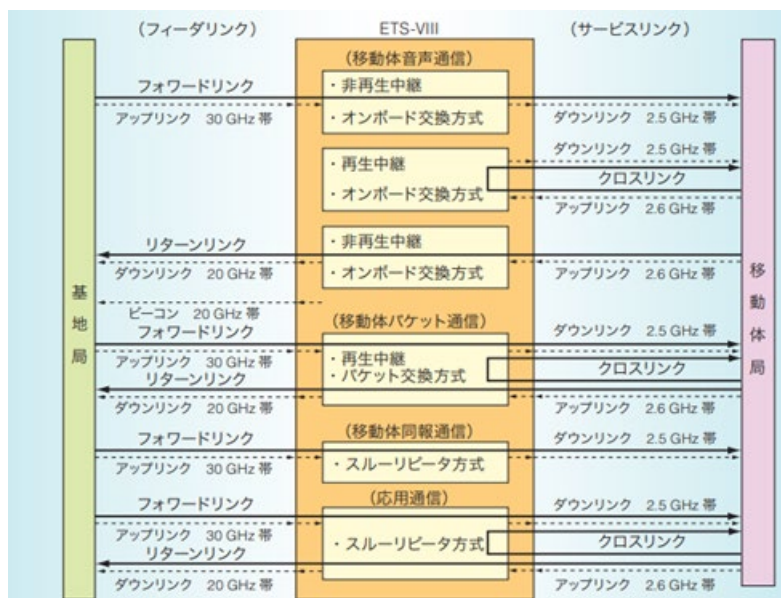 (フィーダリンク)
ETS-VIII
(サービスリンク)
(移動体音声通信)
フォワードリンク
・非再生中継
・オンボード交換方式
アップリンク 30 GHz 帯
ダウンリンク 2.5 GHz 帯
ダウンリンク 2.5 GHz 帯
・再生中継
・オンボード交換方式
クロスリンク
アップリンク 2.6 GHz 帯
リターンリンク
・非再生中継
・オンボード交換方式
ダウンリンク 20 GHz 帯
アップリンク 2.6 GHz 帯
基地局
移動体局
ビーコン 20 GHz 帯
(移動体パケット通信)
フォワードリンク
ダウンリンク 2.5 GHz 帯
アップリンク 30 GHz 帯
・再生中継
・パケット交換方式
クロスリンク
リターンリンク
ダウンリンク 20 GHz 帯
アップリンク 2.6 GHz 帯
(移動体同報通信)
フォワードリンク
ダウンリンク 2.5 GHz 帯
・スルーリピータ方式
アップリンク 30 GHz 帯
(応用通信)
フォワードリンク
ダウンリンク 2.5 GHz 帯
アップリンク 30 GHz 帯
・スルーリピータ方式
クロスリンク
リターンリンク
ダウンリンク 20 GHz 帯
アップリンク 2.6 GHz 帯